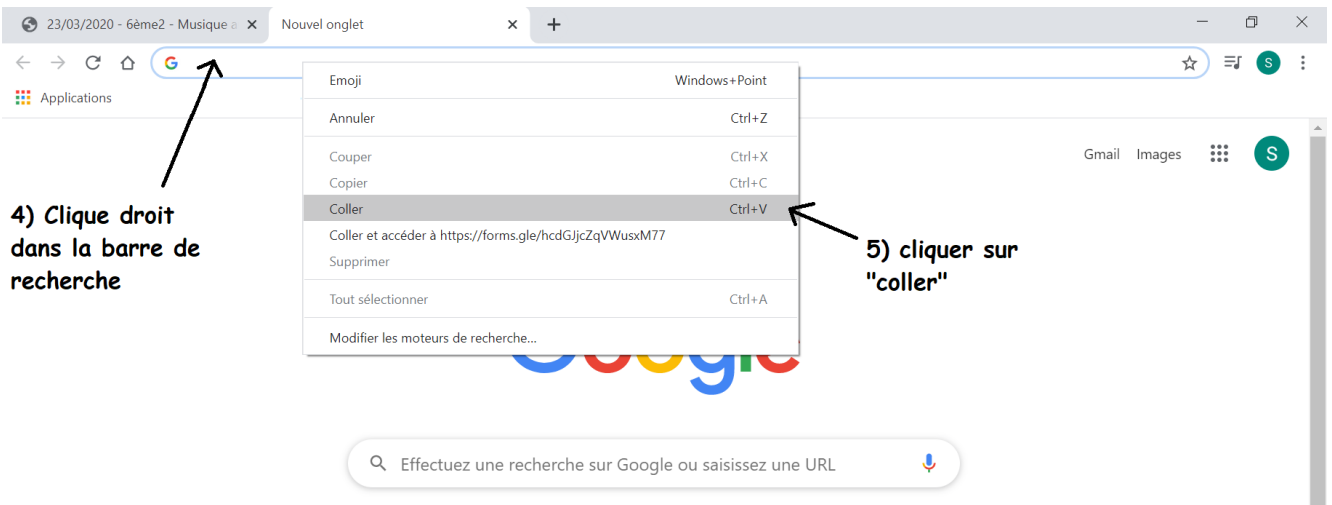 23/03/2020 - 6ème2 - Musique a
Nouvel onglet
Applications
Emoji Windows+Point
Annuler Ctrl+Z
Couper Ctrl+X
Copier Ctrl+C
Coller Ctrl+V
Coller et accéder à https://forms.gle/hcdGJjcZqVWusxM77
Supprimer
Tout sélectionner Ctrl+A
Modifier les moteurs de recherche...
S
Gmail Images
S
4) Clique droit
dans la barre de
recherche
5) cliquer sur
"coller"
Google
Effectuez une recherche sur Google ou saisissez une URL